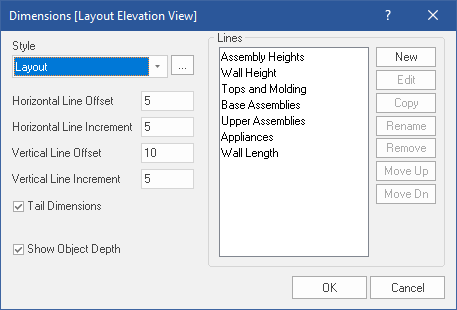 Dimensions [Layout Elevation View]
?
Style
Layout
...
Horizontal Line Offset 5
Horizontal Line Increment 5
Vertical Line Offset 10
Vertical Line Increment 5
Tail Dimensions
Show Object Depth
Lines
Assembly Heights
Wall Height
Tops and Molding
Base Assemblies
Upper Assemblies
Appliances
Wall Length
New
Edit
Copy
Rename
Remove
Move Up
Move Dn
OK
Cancel